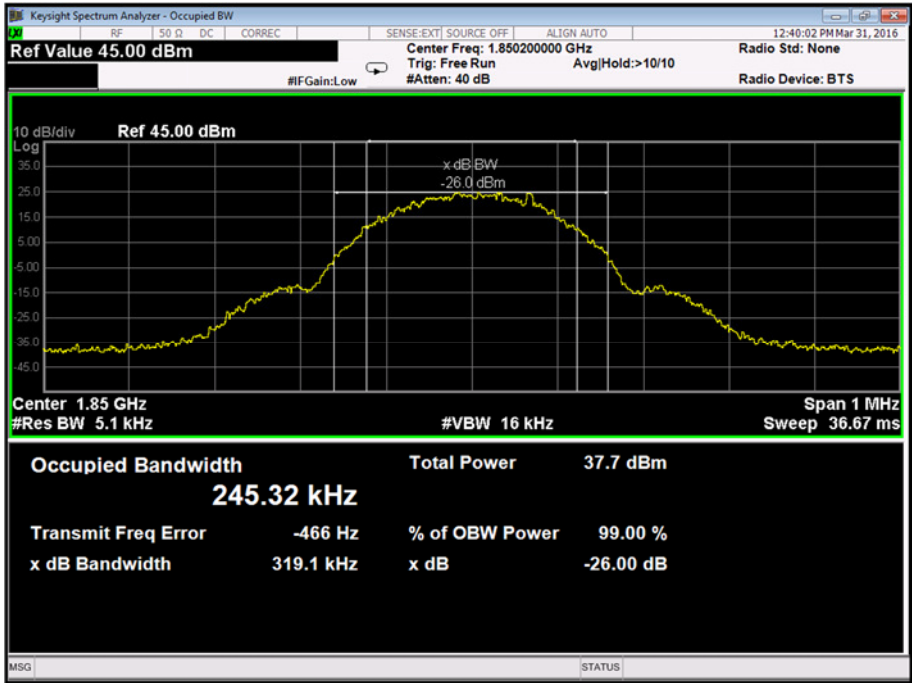 Keysight Spectrum Analyzer - Occupied BW
LXI RF 50 Ω DC CORREC SENSE:EXT SOURCE OFF ALIGN AUTO 12:40:02 PM Mar 31, 2016
Ref Value 45.00 dBm
Center Freq: 1.850200000 GHz
Radio Std: None
Trig: Free Run Avg|Hold:>10/10
#IFGain:Low #Atten: 40 dB Radio Device: BTS
10 dB/div Ref 45.00 dBm
Log
35.0
x dB BW
25.0
-26.0 dBm
15.0
5.00
-5.00
-15.0
-25.0
-35.0
-45.0
Center 1.85 GHz Span 1 MHz
#Res BW 5.1 kHz #VBW 16 kHz Sweep 36.67 ms
Occupied Bandwidth Total Power 37.7 dBm
245.32 kHz
Transmit Freq Error -466 Hz % of OBW Power 99.00 %
x dB Bandwidth 319.1 kHz x dB -26.00 dB
MSG STATUS